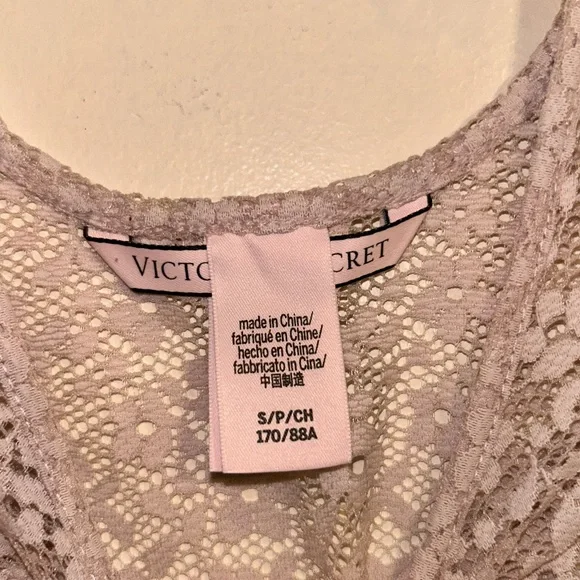 VICTO CRET
made in China/
fabriqué en Chine/
hecho en China/
fabbricato in Cina/
中国制造
S/P/CH
170/88A